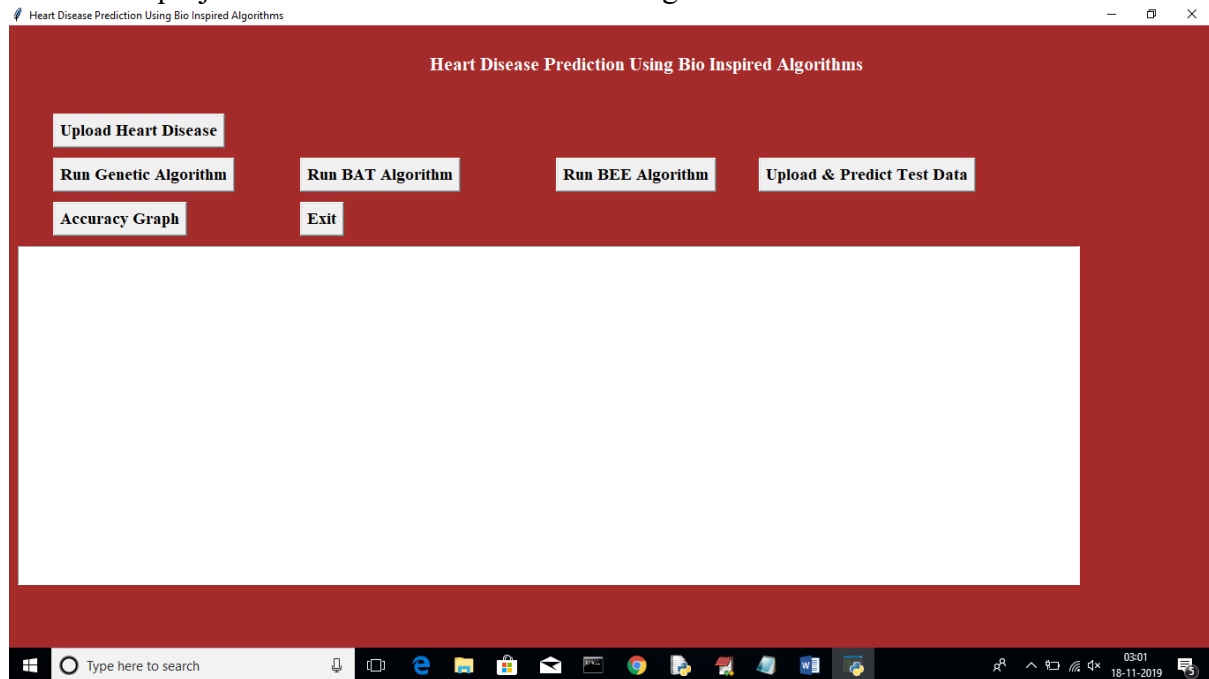 Heart Disease Prediction Using Bio Inspired Algorithms
Heart Disease Prediction Using Bio Inspired Algorithms
Upload Heart Disease
Run Genetic Algorithm Run BAT Algorithm Run BEE Algorithm Upload & Predict Test Data
Accuracy Graph Exit
Type here to search
03:01
18-11-2019
5